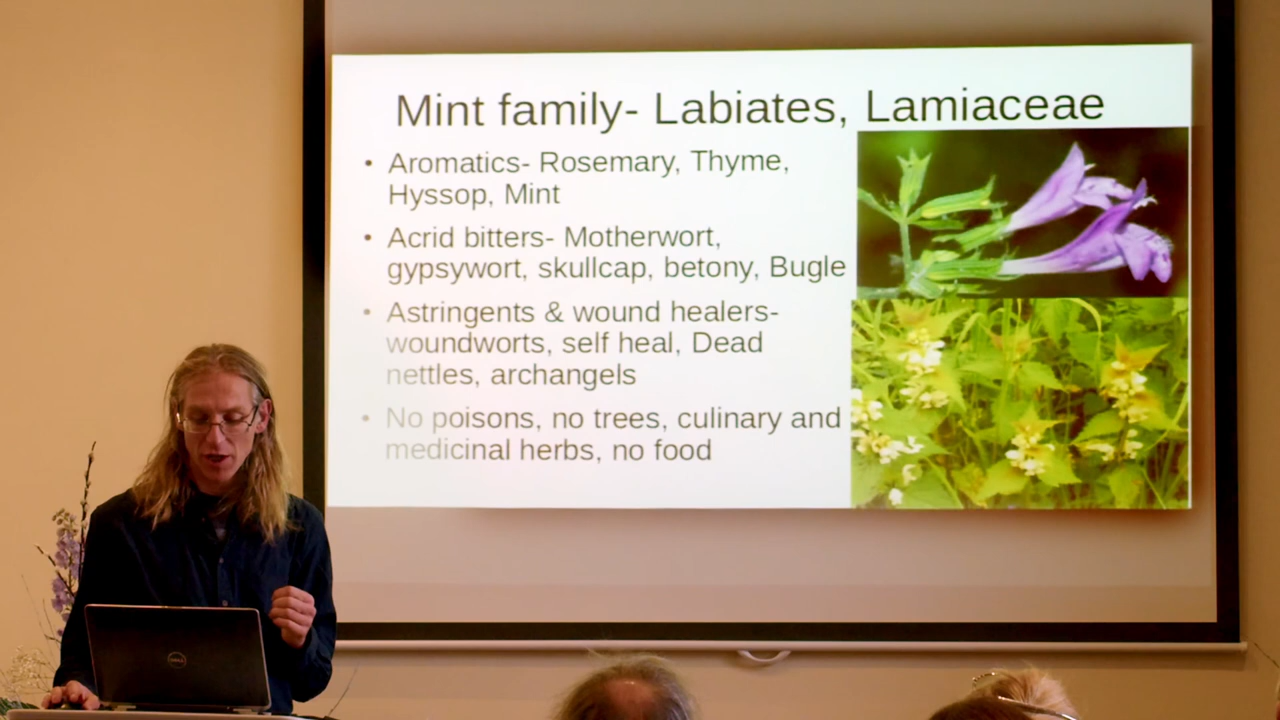 Mint family- Labiates, Lamiaceae
• Aromatics- Rosemary, Thyme,
Hyssop, Mint
• Acrid bitters- Motherwort,
gypsywort, skullcap, betony, Bugle
• Astringents & wound healers-
woundworts, self heal, Dead
nettles, archangels
• No poisons, no trees, culinary and
medicinal herbs, no food
DELL